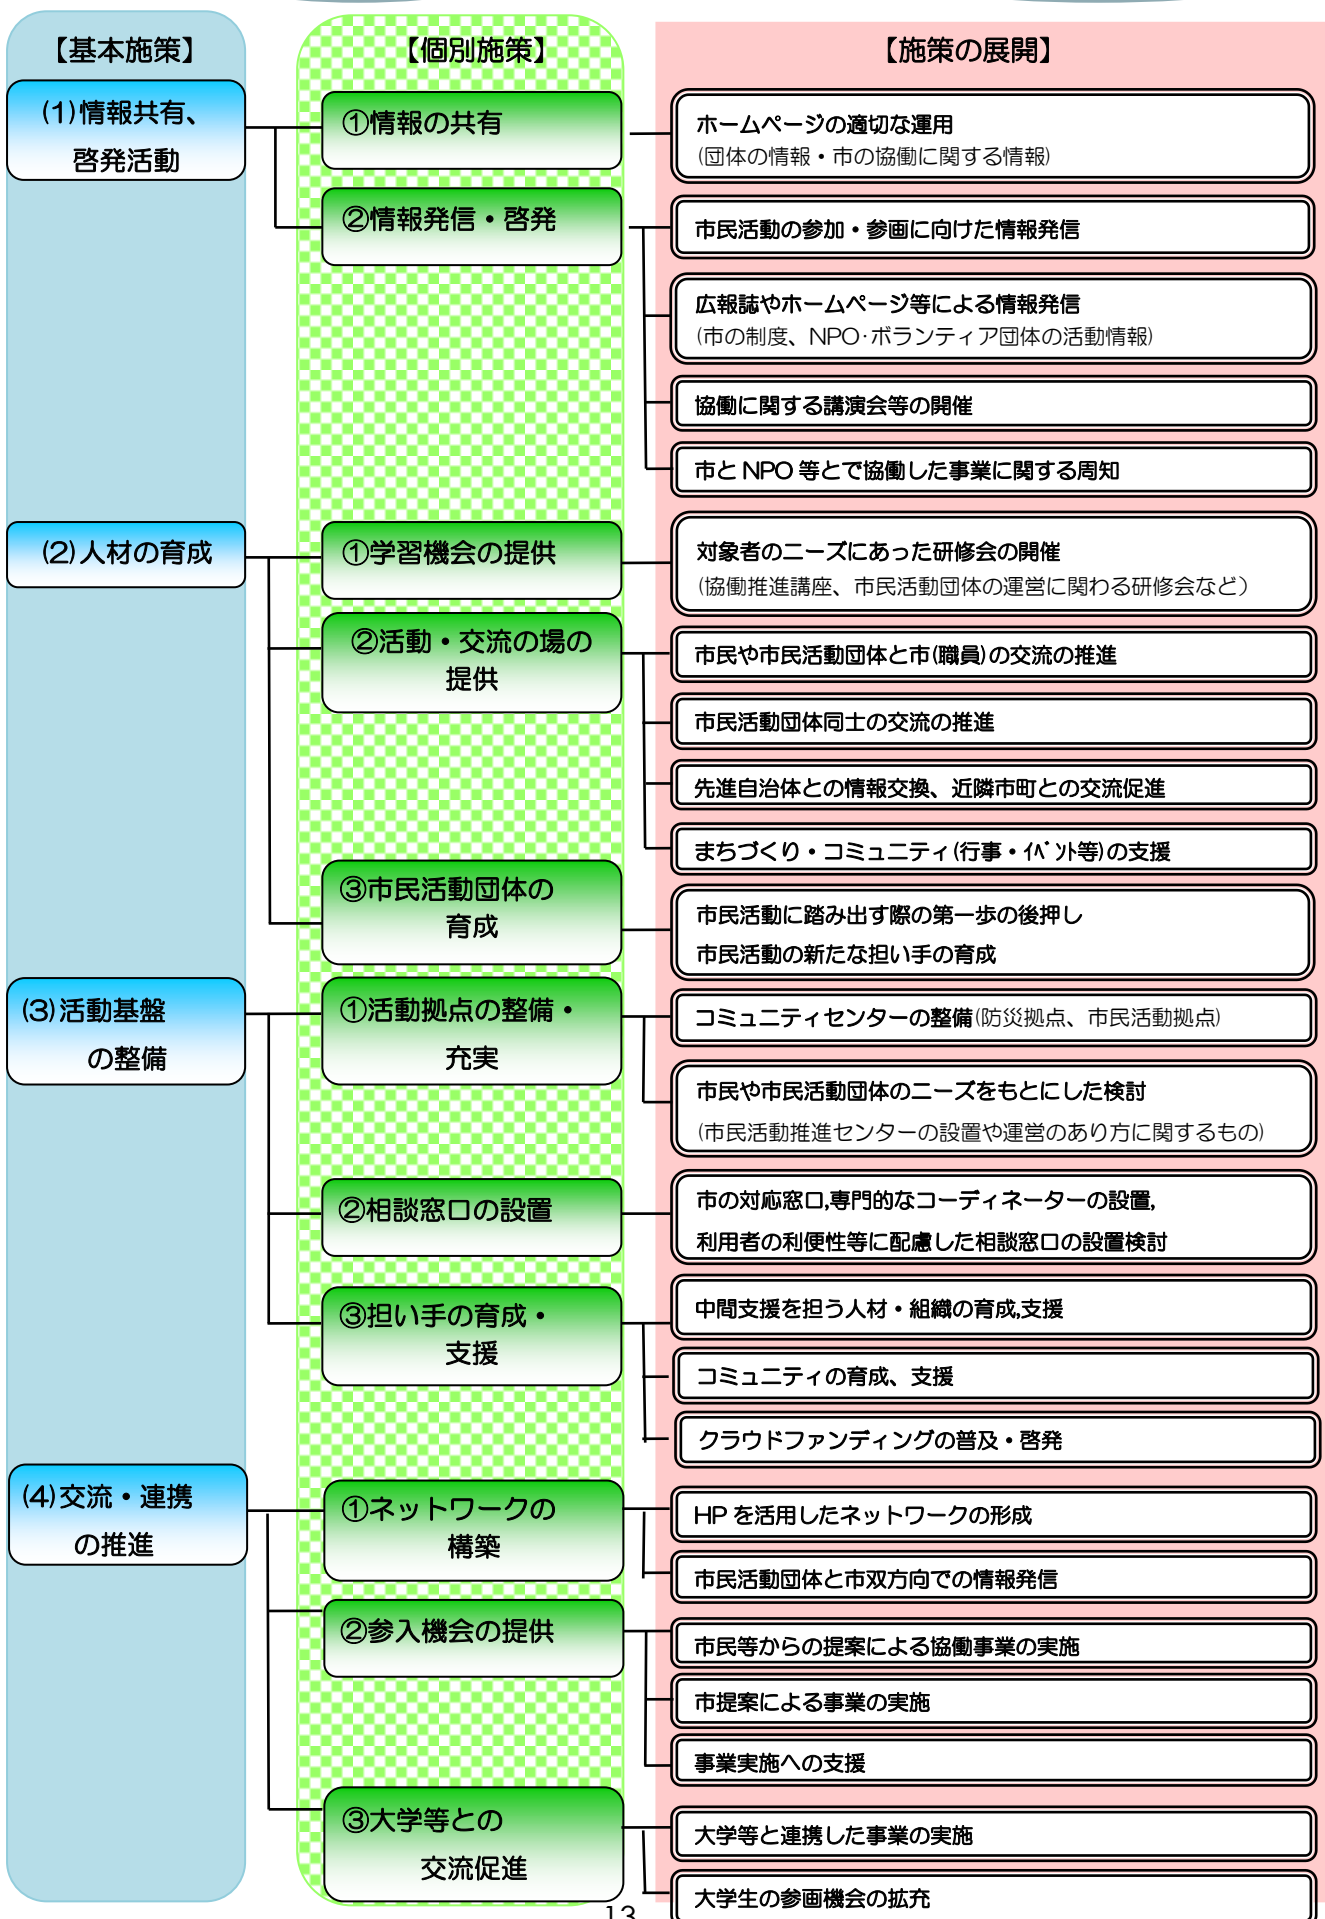 【基本施策】
【個別施策】
【施策の展開】
(1)情報共有、
啓発活動
①情報の共有
ホームページの適切な運用
(団体の情報・市の協働に関する情報)
②情報発信・啓発
市民活動の参加・参画に向けた情報発信
広報誌やホームページ等による情報発信
(市の制度、NPO・ボランティア団体の活動情報)
協働に関する講演会等の開催
市と NPO 等とで協働した事業に関する周知
(2)人材の育成
①学習機会の提供
対象者のニーズにあった研修会の開催
(協働推進講座、市民活動団体の運営に関わる研修会など）
②活動・交流の場の
提供
市民や市民活動団体と市(職員)の交流の推進
市民活動団体同士の交流の推進
先進自治体との情報交換、近隣市町との交流促進
まちづくり・コミュニティ(行事・ｲﾍﾞﾝﾄ等)の支援
③市民活動団体の
育成
市民活動に踏み出す際の第一歩の後押し
市民活動の新たな担い手の育成
(3)活動基盤
の整備
①活動拠点の整備・
充実
コミュニティセンターの整備(防災拠点、市民活動拠点)
市民や市民活動団体のニーズをもとにした検討
(市民活動推進センターの設置や運営のあり方に関するもの)
②相談窓口の設置
市の対応窓口,専門的なコーディネーターの設置,
利用者の利便性等に配慮した相談窓口の設置検討
③担い手の育成・
支援
中間支援を担う人材・組織の育成,支援
コミュニティの育成、支援
クラウドファンディングの普及・啓発
(4)交流・連携
の推進
①ネットワークの
構築
HP を活用したネットワークの形成
市民活動団体と市双方向での情報発信
②参入機会の提供
市民等からの提案による協働事業の実施
市提案による事業の実施
事業実施への支援
③大学等との
交流促進
大学等と連携した事業の実施
大学生の参画機会の拡充
13